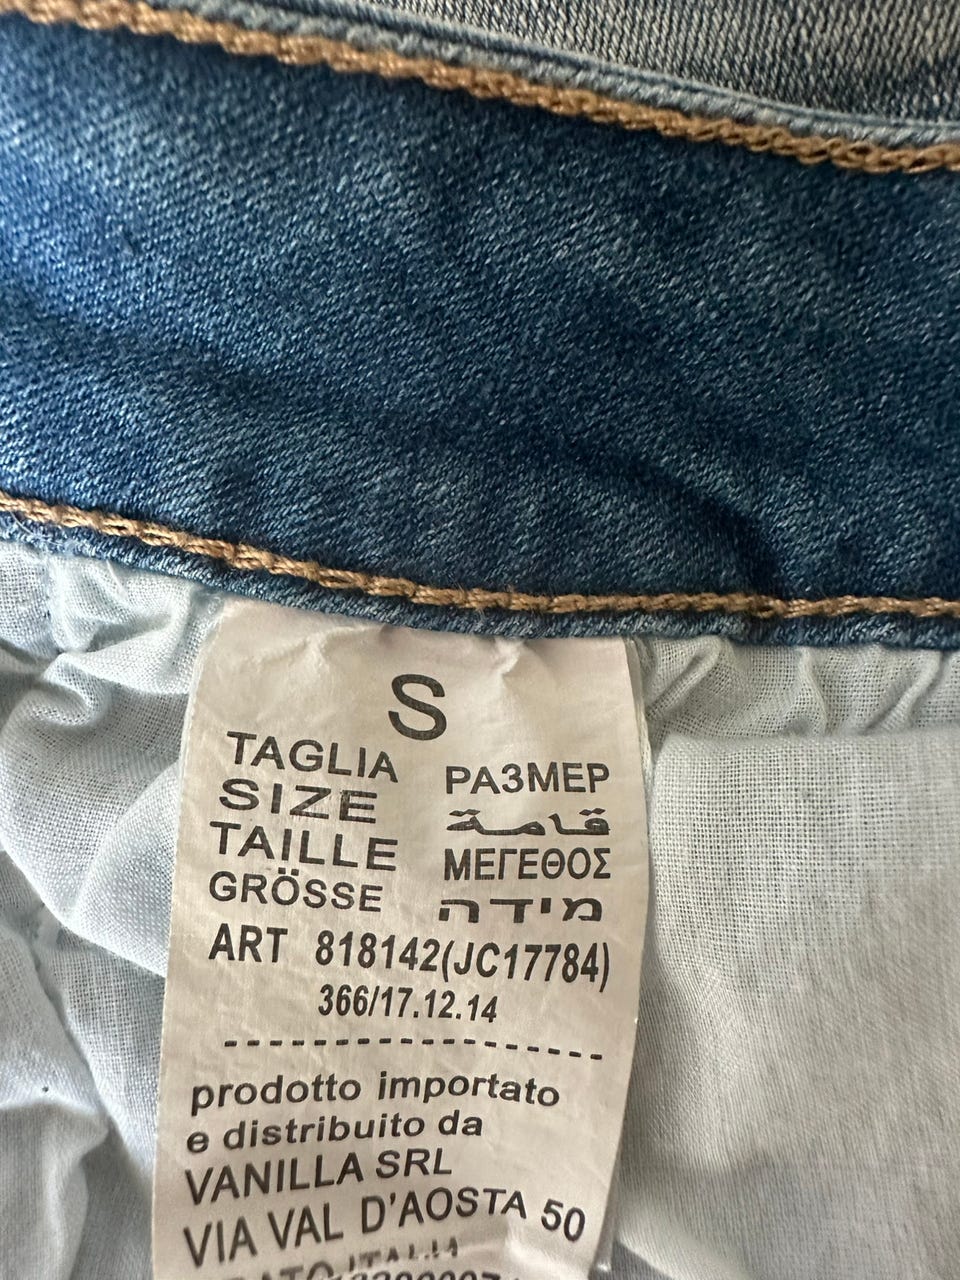 S
TAGLIA
SIZE
TAILLE
GRÖSSE
РАЗМЕР
قامة
ΜΕΓΕΘΟΣ
מידה
ART 818142(JC17784)
366/17.12.14
prodotto importato
e distribuito da
VANILLA SRL
VIA VAL D'AOSTA 50
ITALIA